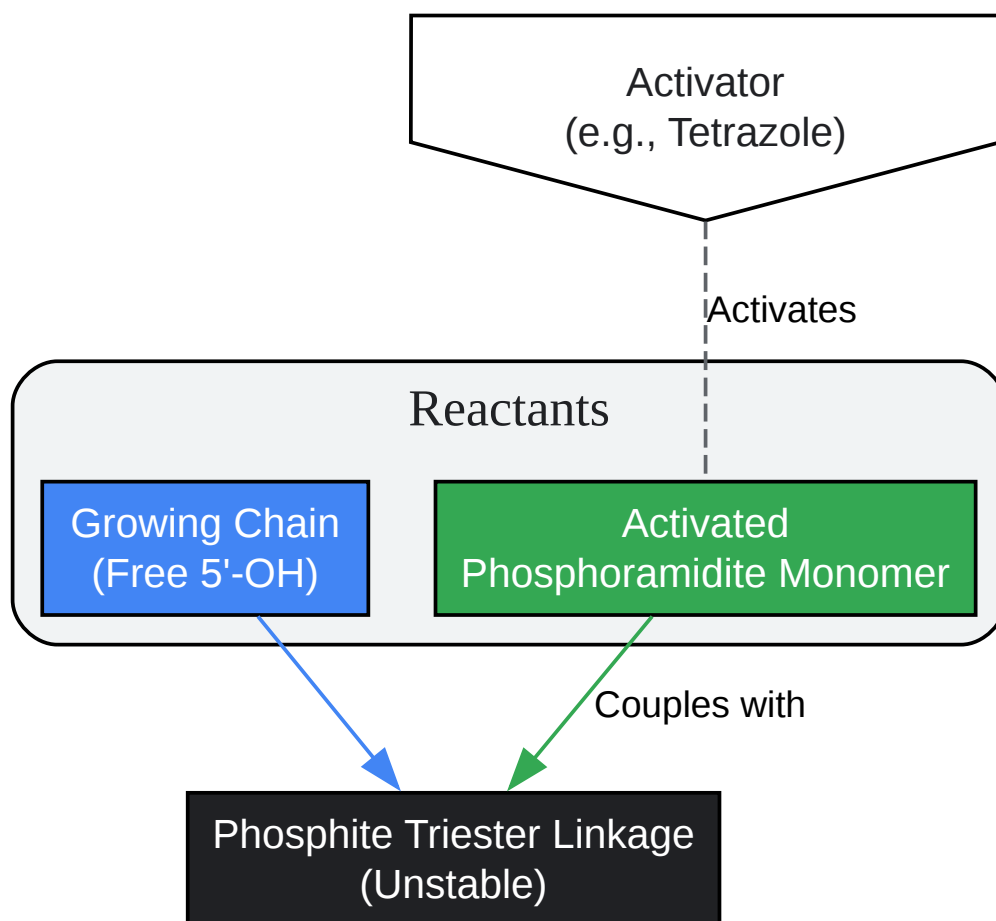 Activator
(e.g., Tetrazole)
Activates
Reactants
Growing Chain
(Free 5'-OH)
Activated
Phosphoramidite Monomer
Couples with
Phosphite Triester Linkage
(Unstable)